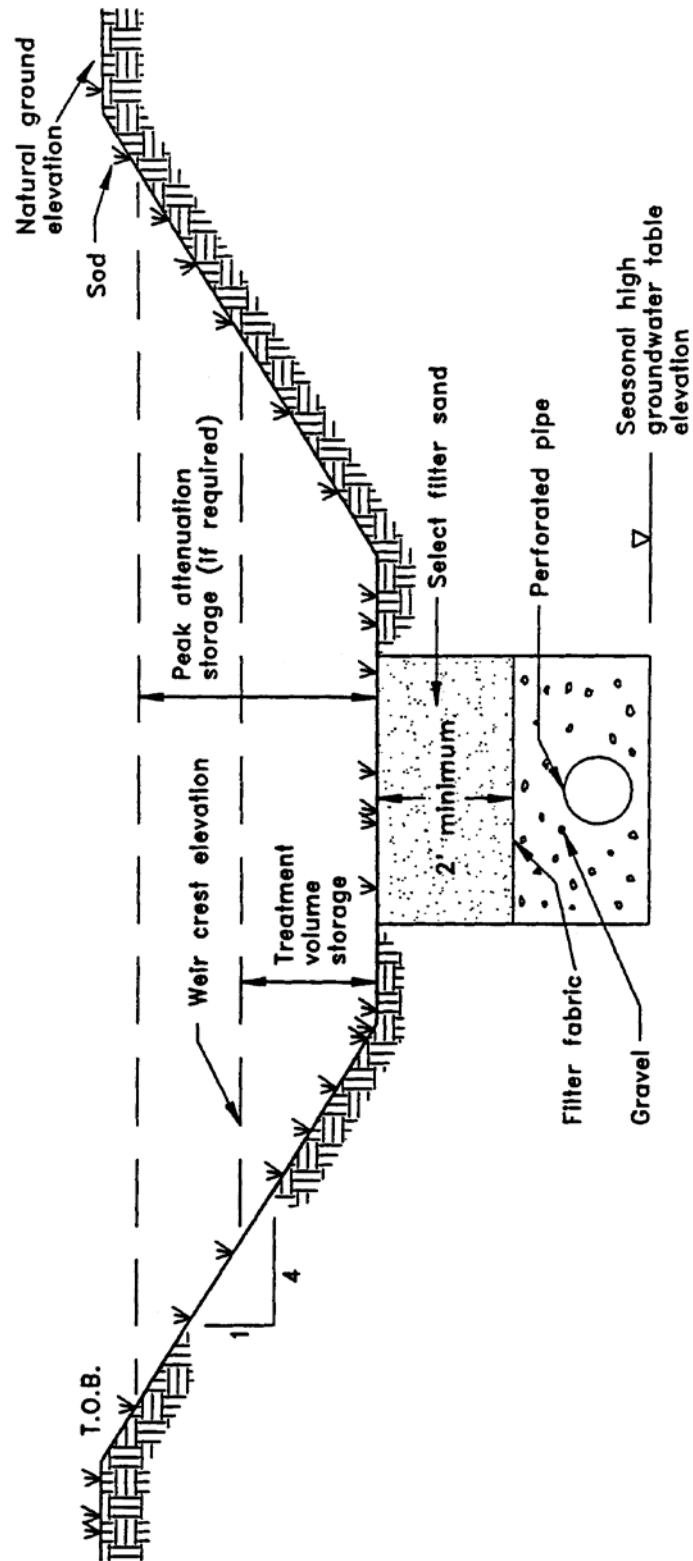 Natural ground
elevation
Sod
T.O.B.
Peak attenuation
storage (if required)
Weir crest elevation
Treatment
volume
storage
1
4
Select filter sand
2' minimum
Perforated pipe
Seasonal high
groundwater table
elevation
Filter fabric
Gravel